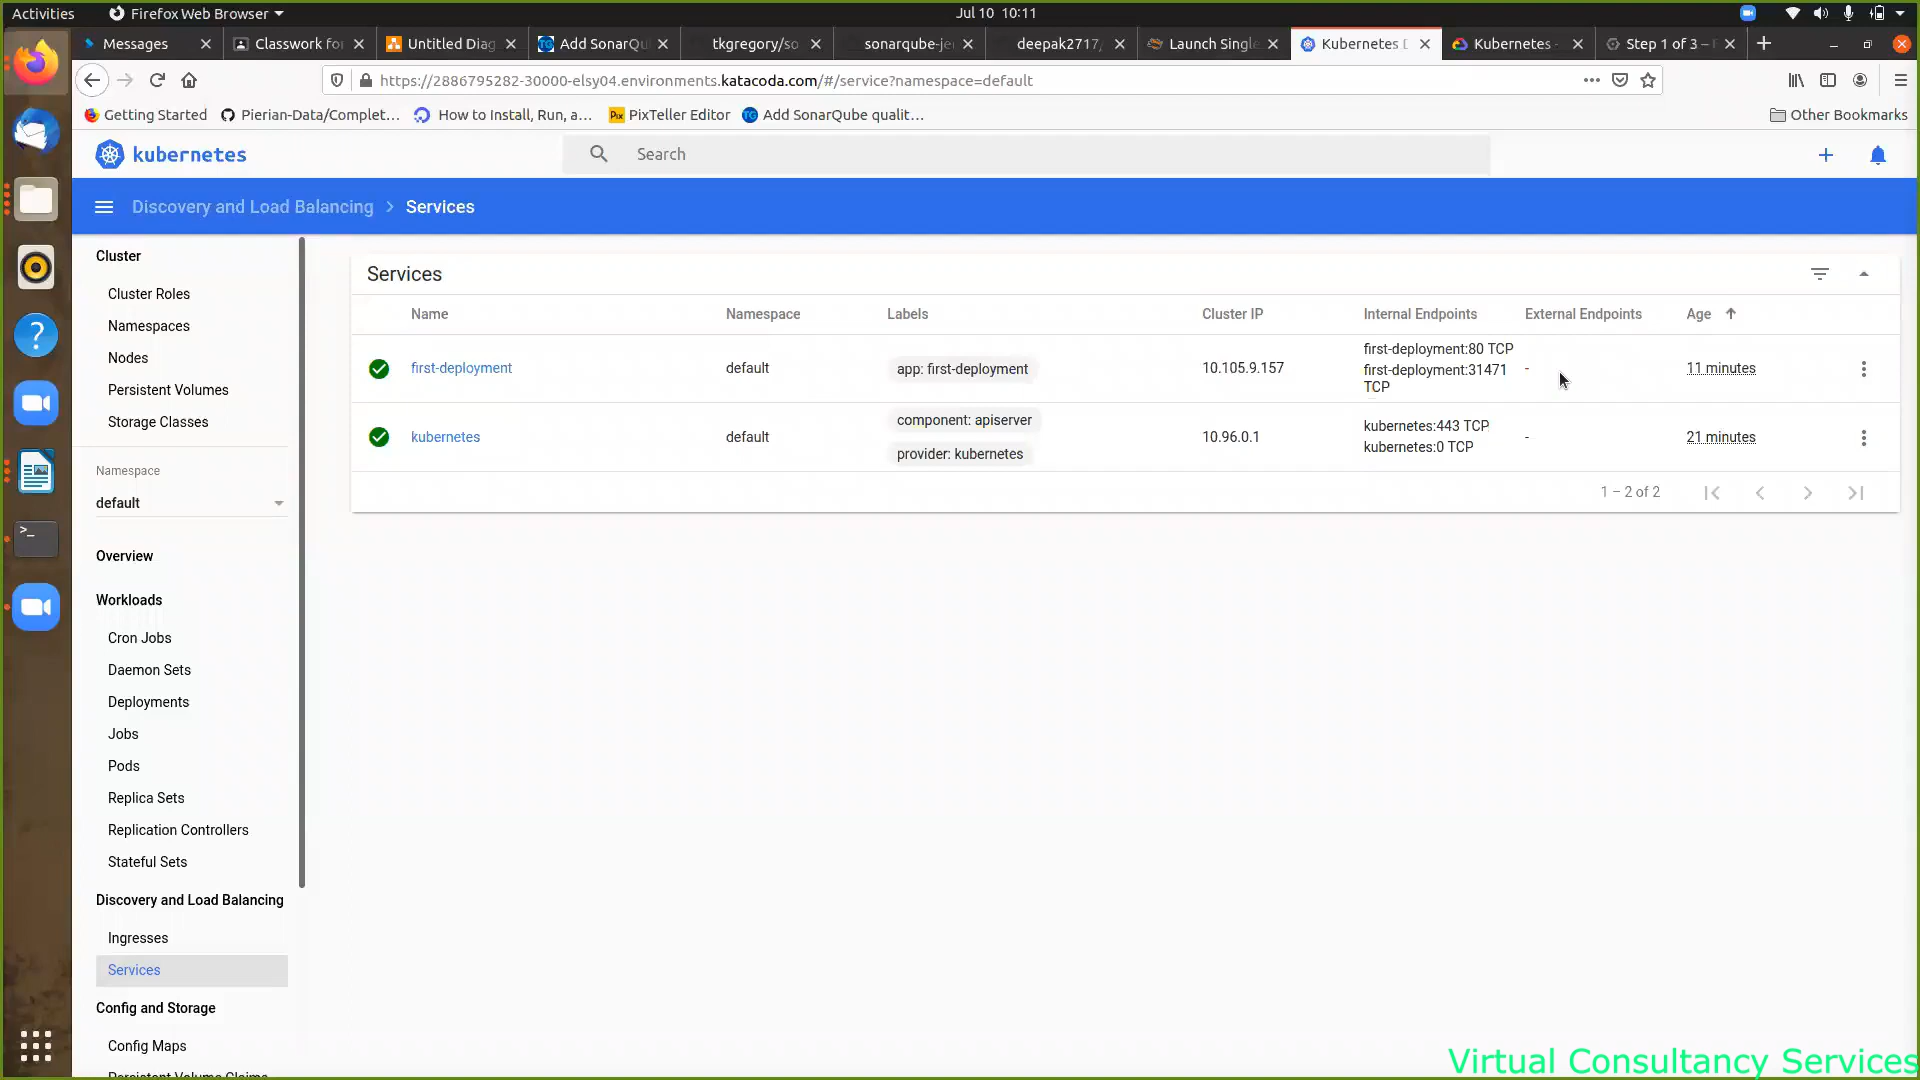 Activities
Firefox Web Browser
Jul 10 10:11
Messages
Classwork fo
Untitled Diag
Add SonarQu
tkgregory/so
sonarqube-je
deepak2717,
Launch Single
Kubernetes D
Kubernetes -
Step 1 of 3 –
https://2886795282-30000-elsy04.environments.katacoda.com/#/service?namespace=default
Getting Started
Pierian-Data/Complet…
How to Install, Run, a…
PixTeller Editor
Add SonarQube qualit…
Other Bookmarks
kubernetes
Search
Discovery and Load Balancing > Services
Cluster
Cluster Roles
Namespaces
Nodes
Persistent Volumes
Storage Classes
Namespace
default
Overview
Workloads
Cron Jobs
Daemon Sets
Deployments
Jobs
Pods
Replica Sets
Replication Controllers
Stateful Sets
Discovery and Load Balancing
Ingresses
Services
Config and Storage
Config Maps
Persistent Volume Claims
Services
Name Namespace Labels Cluster IP Internal Endpoints External Endpoints Age
first-deployment default app: first-deployment 10.105.9.157
first-deployment:80 TCP
first-deployment:31471
TCP
- 11 minutes
kubernetes default
component: apiserver
provider: kubernetes
10.96.0.1
kubernetes:443 TCP
kubernetes:0 TCP
- 21 minutes
1 – 2 of 2
Virtual Consultancy Services